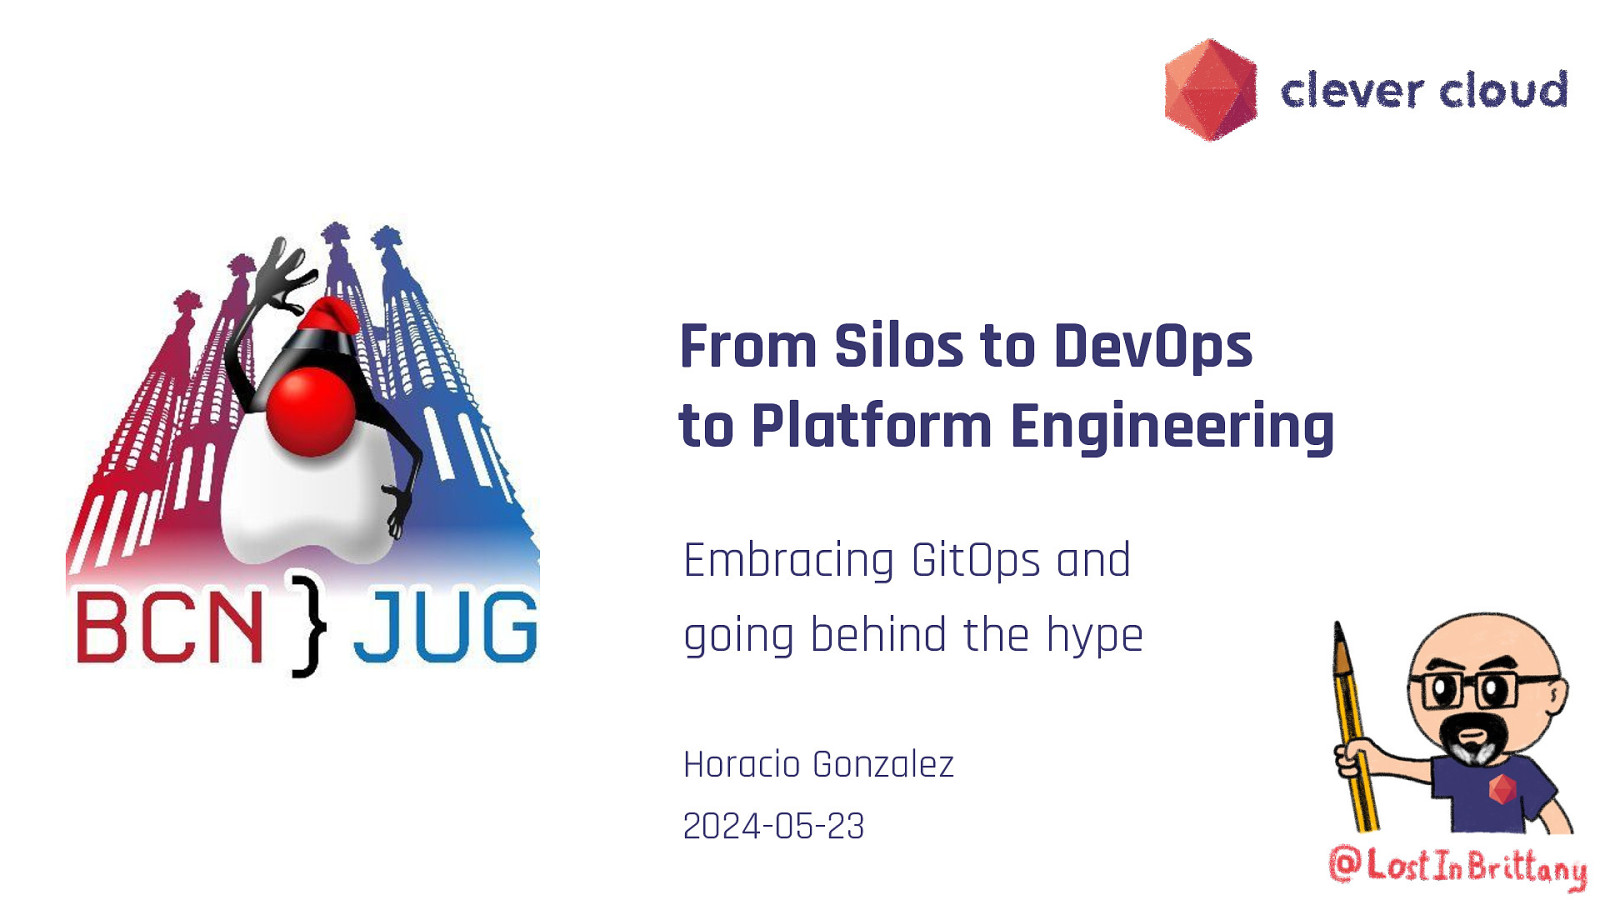 clever cloud
BCN } JUG
From Silos to DevOps
to Platform Engineering
Embracing GitOps and
going behind the hype
Horacio Gonzalez
2024-05-23
@LostInBrittany